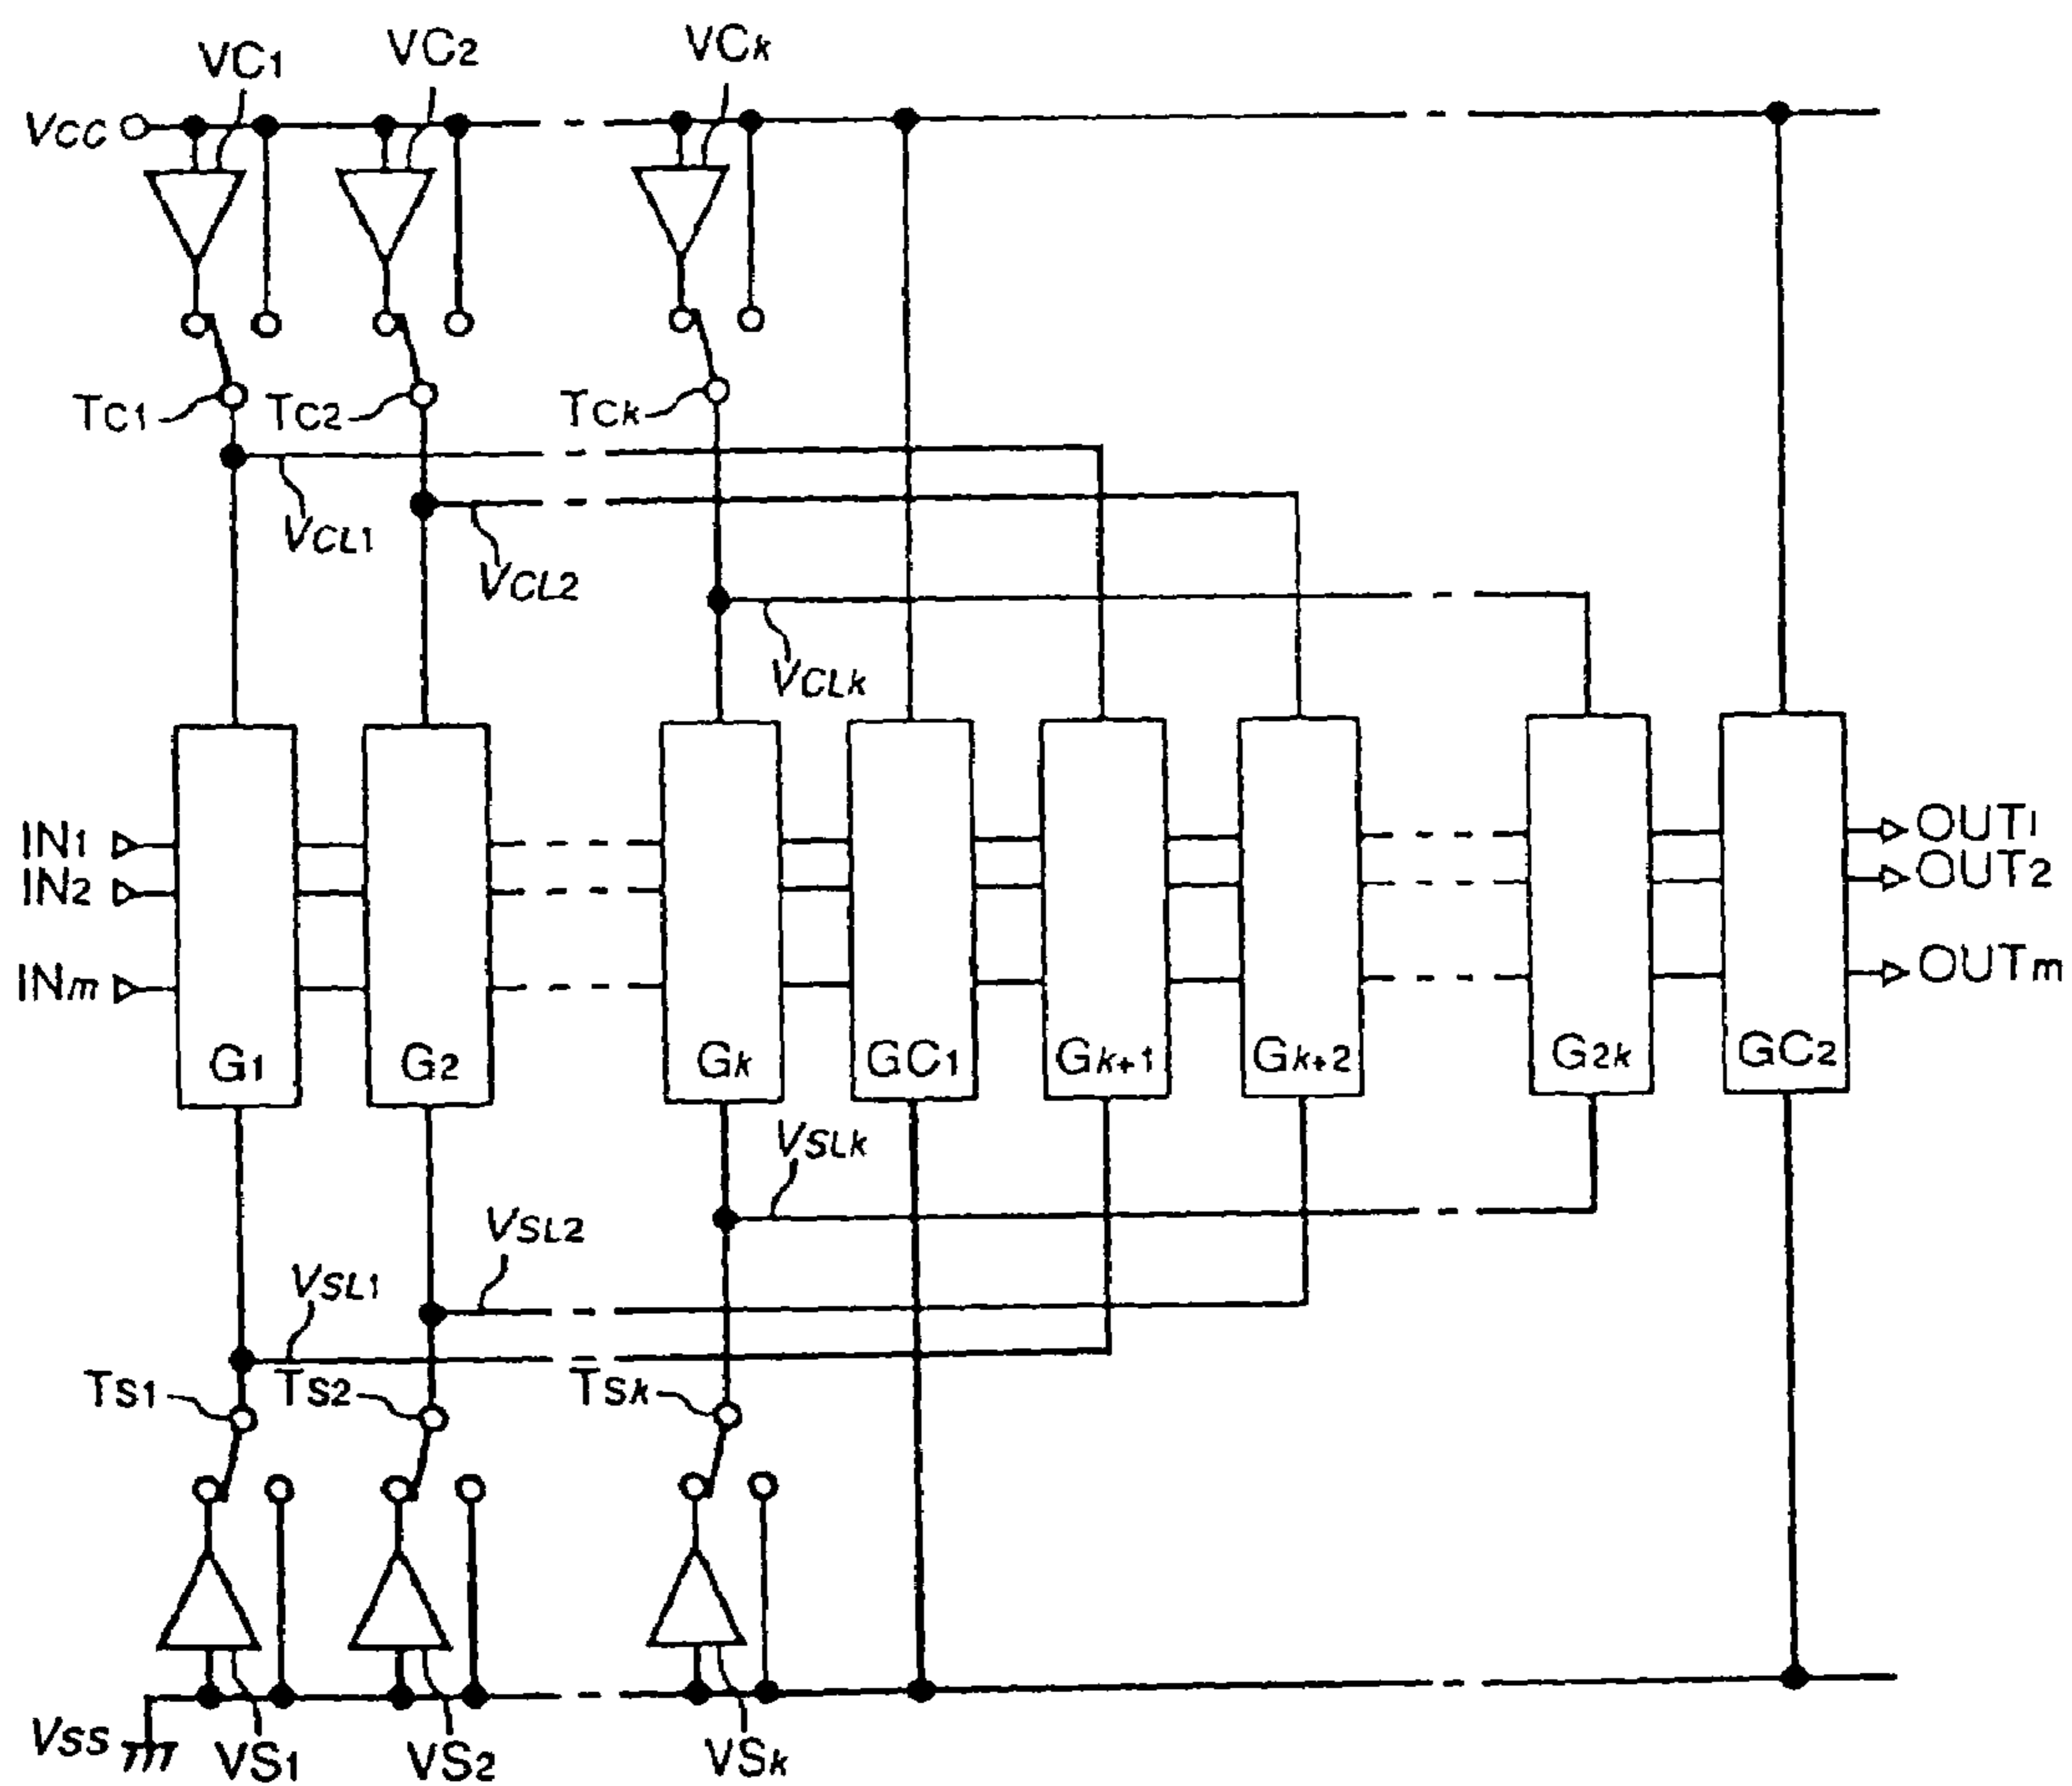 VC1 VC2 VCk
VCC
TC1 TC2 TCk
VCL1
VCL2
VCLk
IN1 OUT1
IN2 OUT2
INm OUTm
G1 G2 Gk GC1 Gk+1 Gk+2 G2k GC2
VSLk
VSL2
VSL1
TS1 TS2 TSk
VSS VS1 VS2 VSk